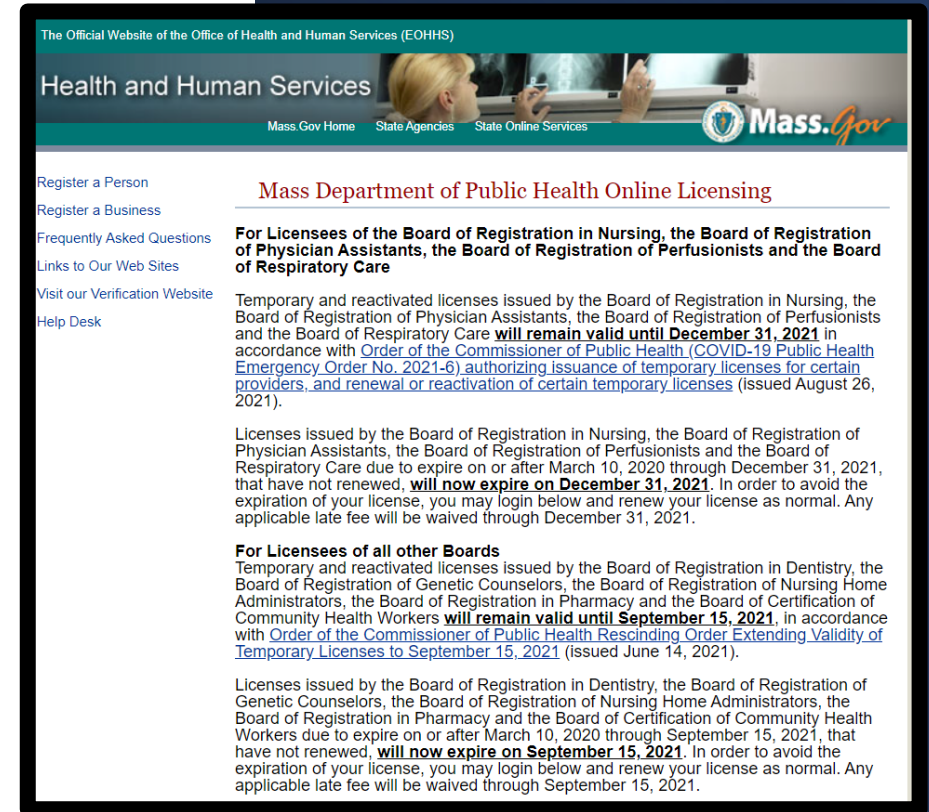 The Official Website of the Office of Health and Human Services (EOHHS)
Health and Human Services
Mass.Gov Home State Agencies State Online Services
Mass.Gov
Register a Person
Register a Business
Frequently Asked Questions
Links to Our Web Sites
Visit our Verification Website
Help Desk
Mass Department of Public Health Online Licensing
For Licensees of the Board of Registration in Nursing, the Board of Registration
of Physician Assistants, the Board of Registration of Perfusionists and the Board
of Respiratory Care
Temporary and reactivated licenses issued by the Board of Registration in Nursing, the
Board of Registration of Physician Assistants, the Board of Registration of Perfusionists
and the Board of Respiratory Care will remain valid until December 31, 2021 in
accordance with Order of the Commissioner of Public Health (COVID-19 Public Health
Emergency Order No. 2021-6) authorizing issuance of temporary licenses for certain
providers, and renewal or reactivation of certain temporary licenses (issued August 26,
2021).
Licenses issued by the Board of Registration in Nursing, the Board of Registration of
Physician Assistants, the Board of Registration of Perfusionists and the Board of
Respiratory Care due to expire on or after March 10, 2020 through December 31, 2021,
that have not renewed, will now expire on December 31, 2021. In order to avoid the
expiration of your license, you may login below and renew your license as normal. Any
applicable late fee will be waived through December 31, 2021.
For Licensees of all other Boards
Temporary and reactivated licenses issued by the Board of Registration in Dentistry, the
Board of Registration of Genetic Counselors, the Board of Registration of Nursing Home
Administrators, the Board of Registration in Pharmacy and the Board of Certification of
Community Health Workers will remain valid until September 15, 2021, in accordance
with Order of the Commissioner of Public Health Rescinding Order Extending Validity of
Temporary Licenses to September 15, 2021 (issued June 14, 2021).
Licenses issued by the Board of Registration in Dentistry, the Board of Registration of
Genetic Counselors, the Board of Registration of Nursing Home Administrators, the
Board of Registration in Pharmacy and the Board of Certification of Community Health
Workers due to expire on or after March 10, 2020 through September 15, 2021, that
have not renewed, will now expire on September 15, 2021. In order to avoid the
expiration of your license, you may login below and renew your license as normal. Any
applicable late fee will be waived through September 15, 2021.